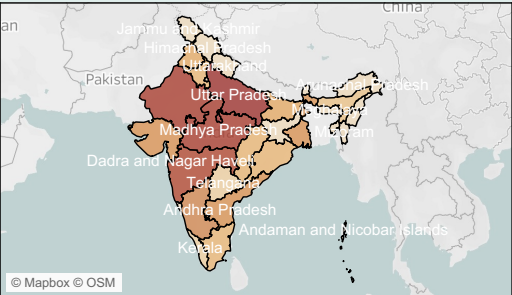 China
an
Jammu and Kashmir
Himachal Pradesh
Uttarakhand
Pakistan
Arunachal Pradesh
Uttar Pradesh
Meghalaya
Madhya Pradesh
Mizoram
Dadra and Nagar Haveli
Telangana
Andhra Pradesh
Andaman and Nicobar Islands
Kerala
© Mapbox © OSM